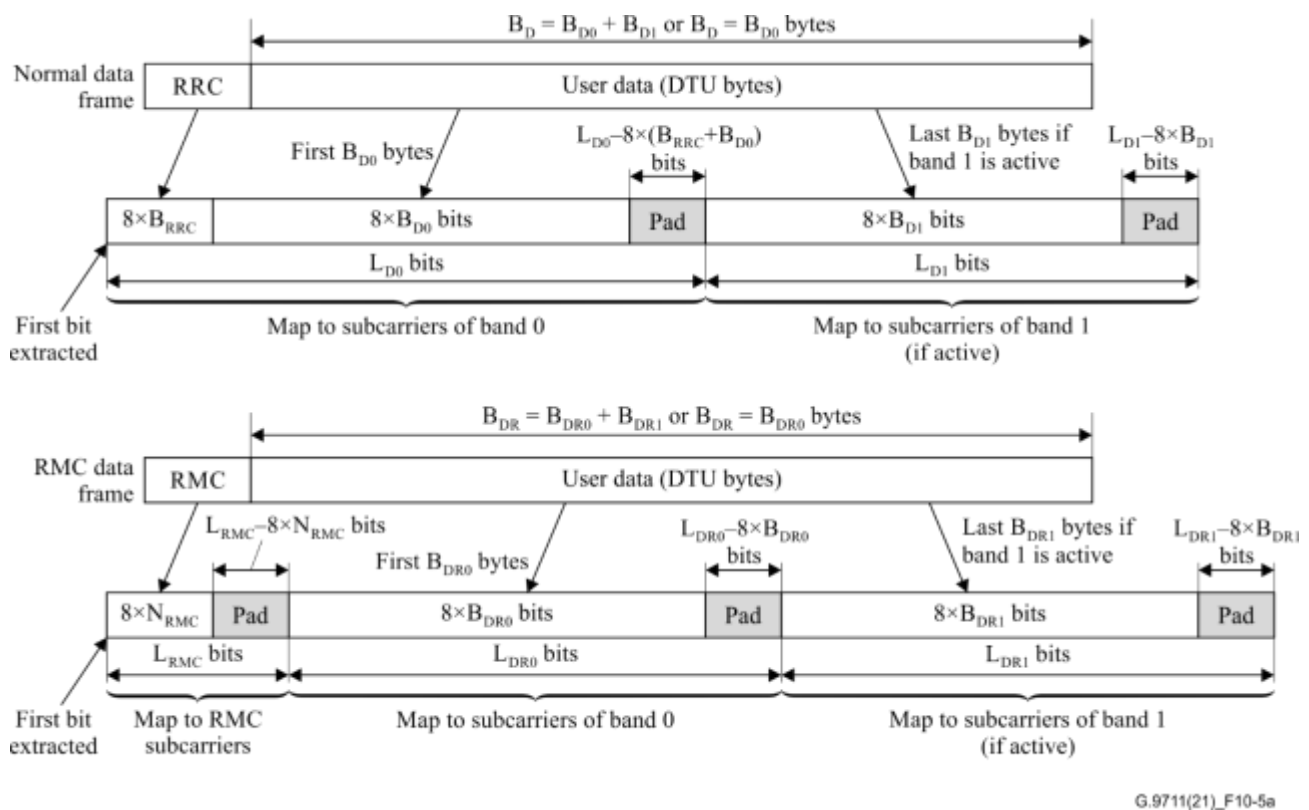 B_D = B_D0 + B_D1 or B_D = B_D0 bytes
Normal data
frame
RRC
User data (DTU bytes)
First B_D0 bytes
L_D0–8×(B_RRC+B_D0)
bits
Last B_D1 bytes if
band 1 is active
L_D1–8×B_D1
bits
8×B_RRC
8×B_D0 bits
Pad
8×B_D1 bits
Pad
L_D0 bits
L_D1 bits
First bit
extracted
Map to subcarriers of band 0
Map to subcarriers of band 1
(if active)
B_DR = B_DR0 + B_DR1 or B_DR = B_DR0 bytes
RMC data
frame
RMC
User data (DTU bytes)
L_RMC–8×N_RMC bits
First B_DR0 bytes
L_DR0–8×B_DR0
bits
Last B_DR1 bytes if
band 1 is active
L_DR1–8×B_DR1
bits
8×N_RMC
Pad
8×B_DR0 bits
Pad
8×B_DR1 bits
Pad
L_RMC bits
L_DR0 bits
L_DR1 bits
First bit
extracted
Map to RMC
subcarriers
Map to subcarriers of band 0
Map to subcarriers of band 1
(if active)
G.9711(21)_F10-5a